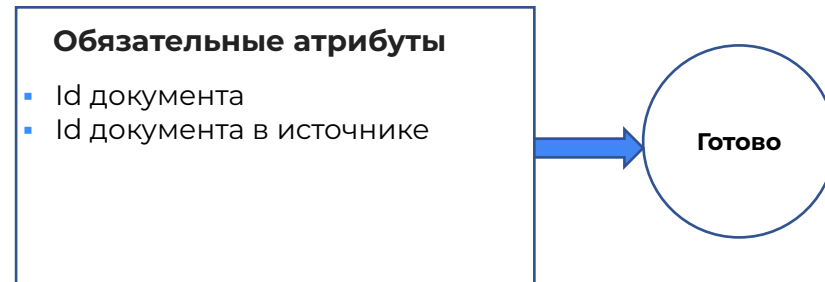 Обязательные атрибуты
Id документа
Id документа в источнике
Готово